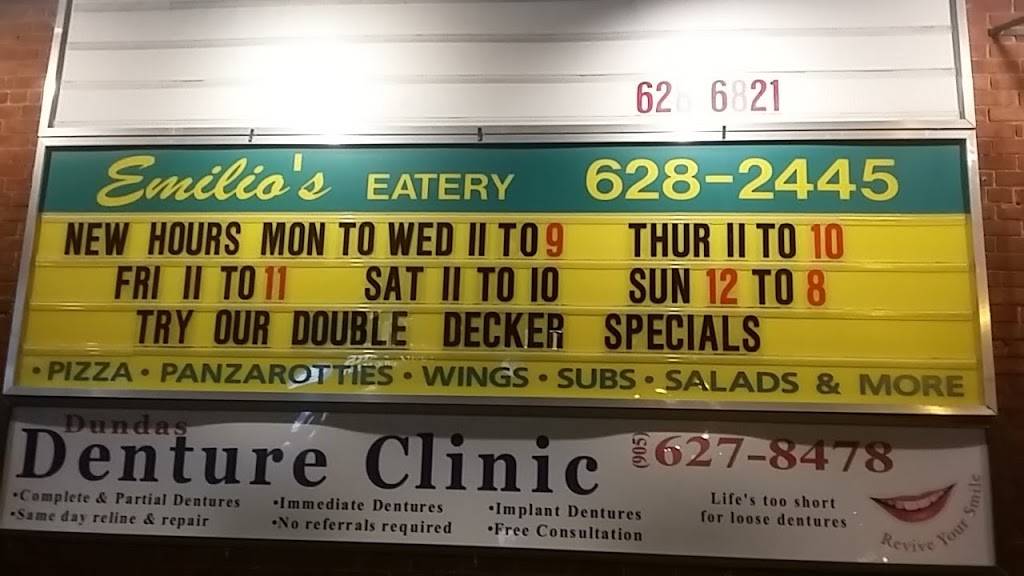 628 6821
Emilio's EATERY 628-2445
NEW HOURS MON TO WED 11 TO 9 THUR 11 TO 10
FRI 11 TO 11 SAT 11 TO 10 SUN 12 TO 8
TRY OUR DOUBLE DECKER SPECIALS
• PIZZA • PANZAROTTIES • WINGS • SUBS • SALADS & MORE
Dundas
Denture Clinic (905) 627-8478
•Complete & Partial Dentures •Immediate Dentures •Implant Dentures Life's too short
•Same day reline & repair •No referrals required •Free Consultation for loose dentures
Revive Your Smile